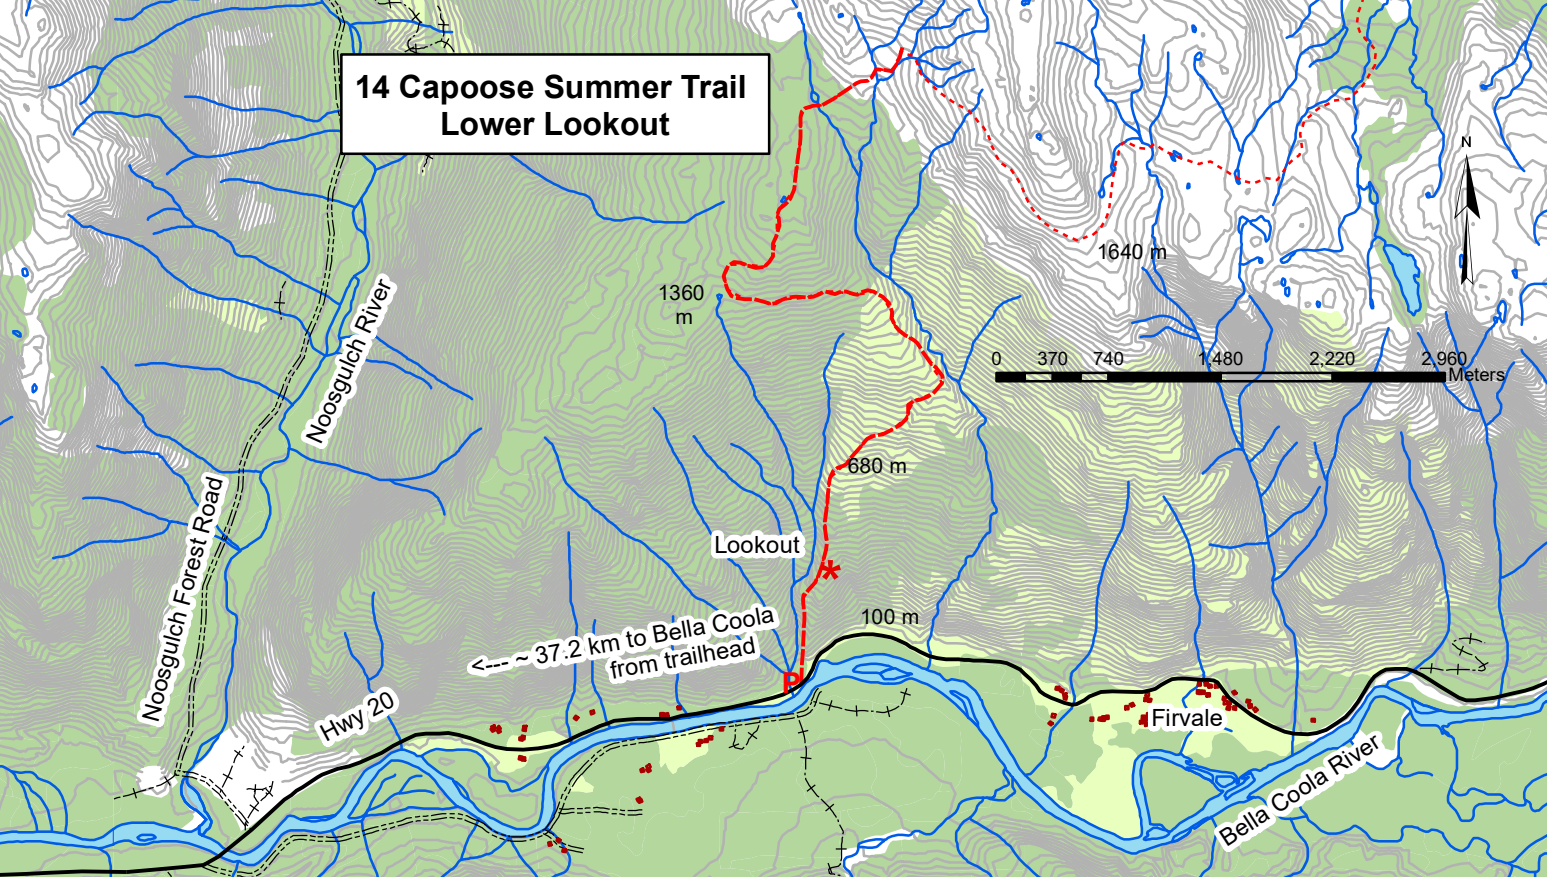 14 Capoose Summer Trail
Lower Lookout
N
1640 m
1360
m
Noosgulch River
0 370 740 1,480 2,220 2,960
Meters
680 m
Noosgulch Forest Road
Lookout
*
100 m
<--- ~ 37.2 km to Bella Coola
from trailhead
P
Hwy 20
Firvale
Bella Coola River